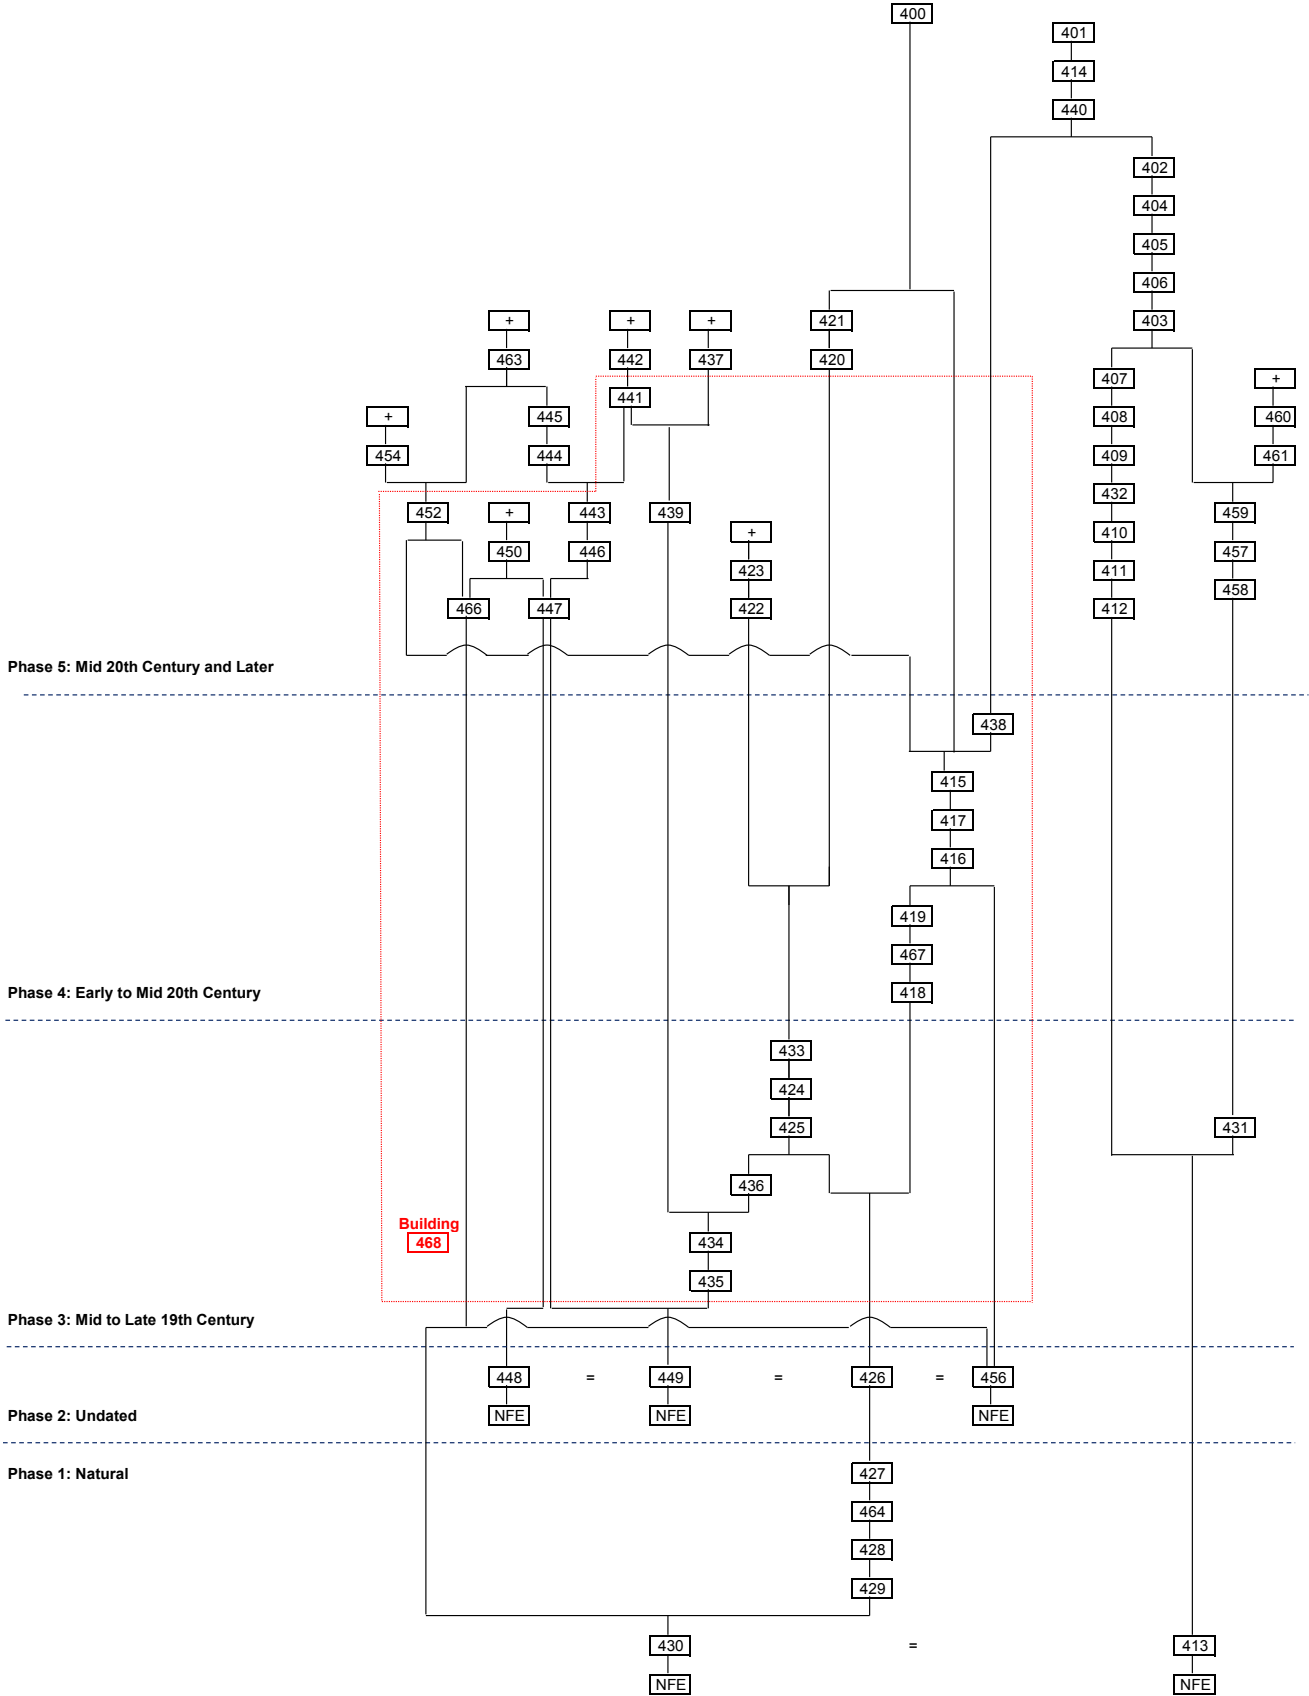 400
401
414
440
402
404
405
406
+ + + 421 403
463 442 437 420
407 +
441
+ 445 408 460
454 444 409 461
432
452 + 443 439 459
+ 410
450 446 457
423 411
458
466 447 422 412
Phase 5: Mid 20th Century and Later
438
415
417
416
419
467
Phase 4: Early to Mid 20th Century 418
433
424
425 431
436
Building
468 434
435
Phase 3: Mid to Late 19th Century
448 = 449 = 426 = 456
Phase 2: Undated NFE NFE NFE
Phase 1: Natural 427
464
428
429
430 = 413
NFE NFE